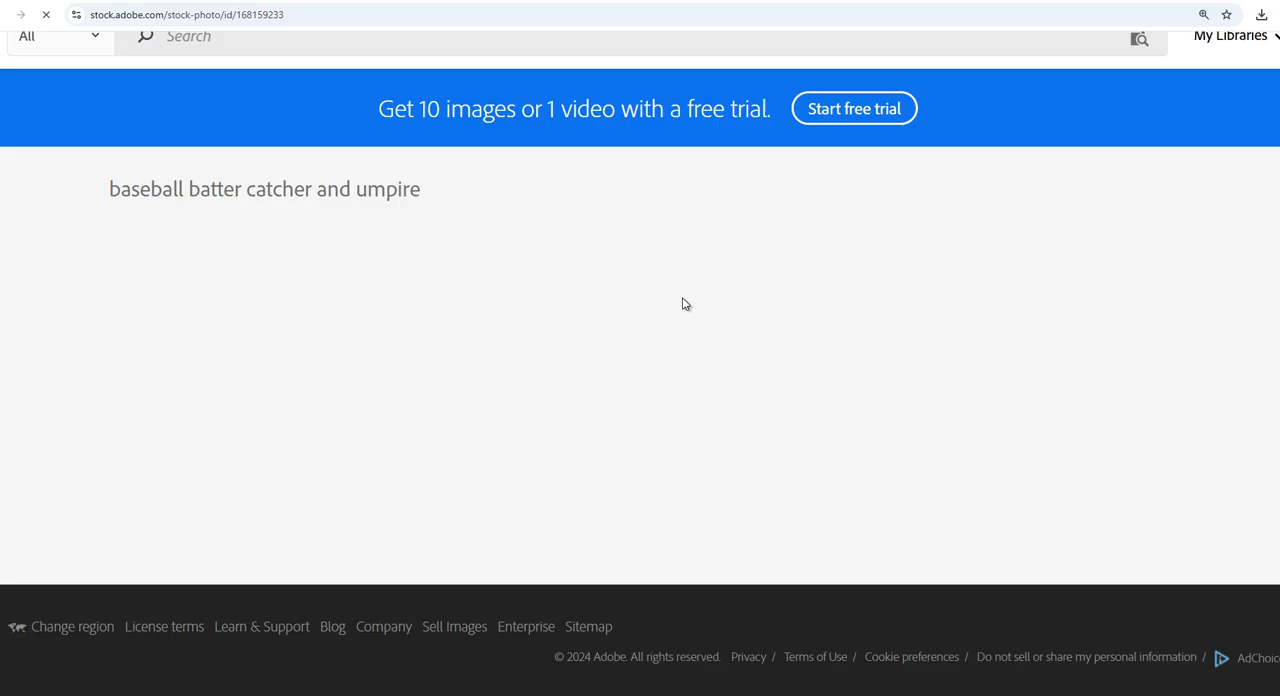 stock.adobe.com/stock-photo/id/168159233
All
Search
My Libraries
Get 10 images or 1 video with a free trial.
Start free trial
baseball batter catcher and umpire
Change region License terms Learn & Support Blog Company Sell Images Enterprise Sitemap
© 2024 Adobe. All rights reserved. Privacy / Terms of Use / Cookie preferences / Do not sell or share my personal information / AdChoic